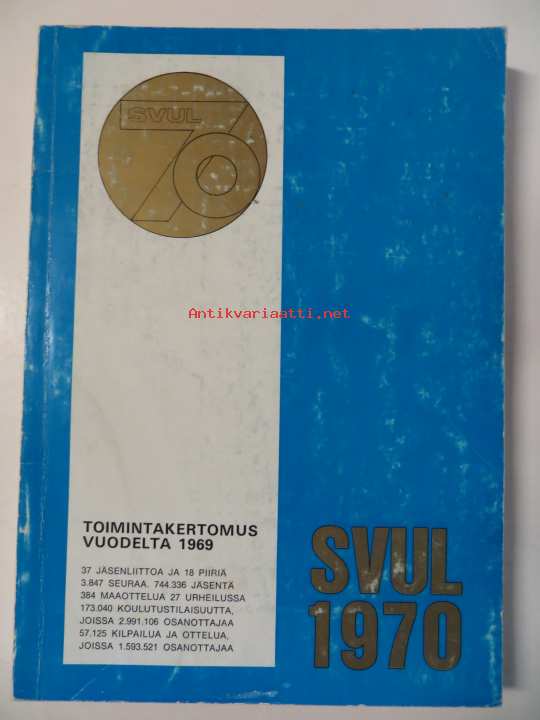 SVUL
70
Antikvariaatti.net
TOIMINTAKERTOMUS
VUODELTA 1969
37 JÄSENLIITTOA JA 18 PIIRIÄ
3.847 SEURAA. 744.336 JÄSENTÄ
384 MAAOTTELUA 27 URHEILUSSA
173.040 KOULUTUSTILAISUUTTA,
JOISSA 2.991.106 OSANOTTAJAA
57.125 KILPAILUA JA OTTELUA,
JOISSA 1.593.521 OSANOTTAJAA
SVUL
1970